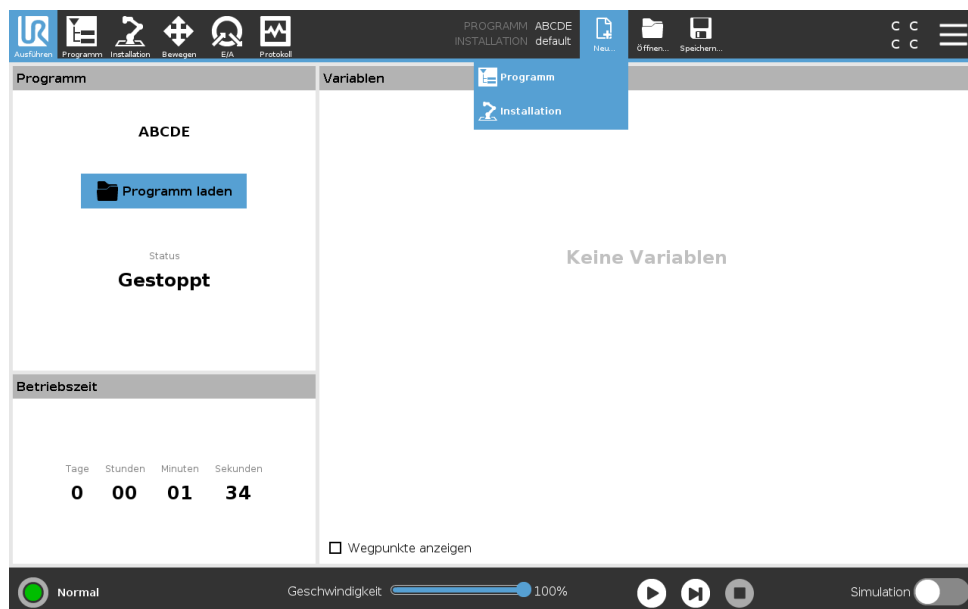 UR
Ausführen Programm Installation Bewegen E/A Protokoll
PROGRAMM ABCDE
INSTALLATION default
Neu... Öffnen... Speichern...
C C
C C
Programm
Variablen
Programm
Installation
ABCDE
Programm laden
Status
Gestoppt
Keine Variablen
Betriebszeit
Tage Stunden Minuten Sekunden
0 00 01 34
Wegpunkte anzeigen
Normal
Geschwindigkeit 100%
Simulation